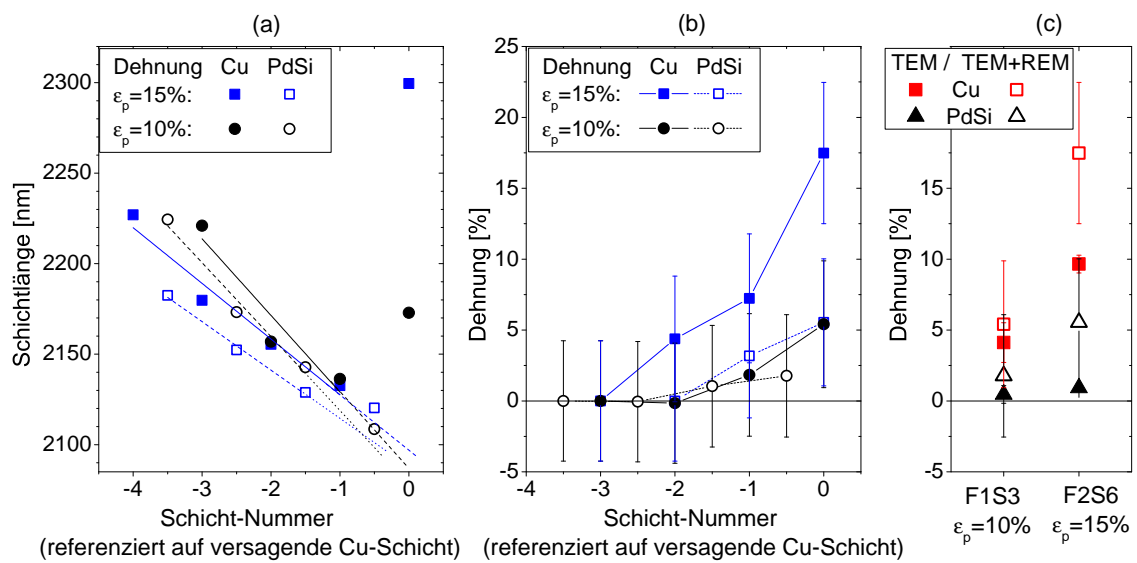 (a)
Dehnung Cu PdSi
εp=15%:
εp=10%:
Schichtlänge [nm]
2300
2250
2200
2150
2100
-4 -3 -2 -1 0
Schicht-Nummer
(referenziert auf versagende Cu-Schicht)
(b)
Dehnung Cu PdSi
εp=15%:
εp=10%:
Dehnung [%]
25
20
15
10
5
0
-5
-4 -3 -2 -1 0
Schicht-Nummer
(referenziert auf versagende Cu-Schicht)
(c)
TEM / TEM+REM
Cu
PdSi
Dehnung [%]
10
5
0
-5
F1S3 F2S6
εp=10% εp=15%